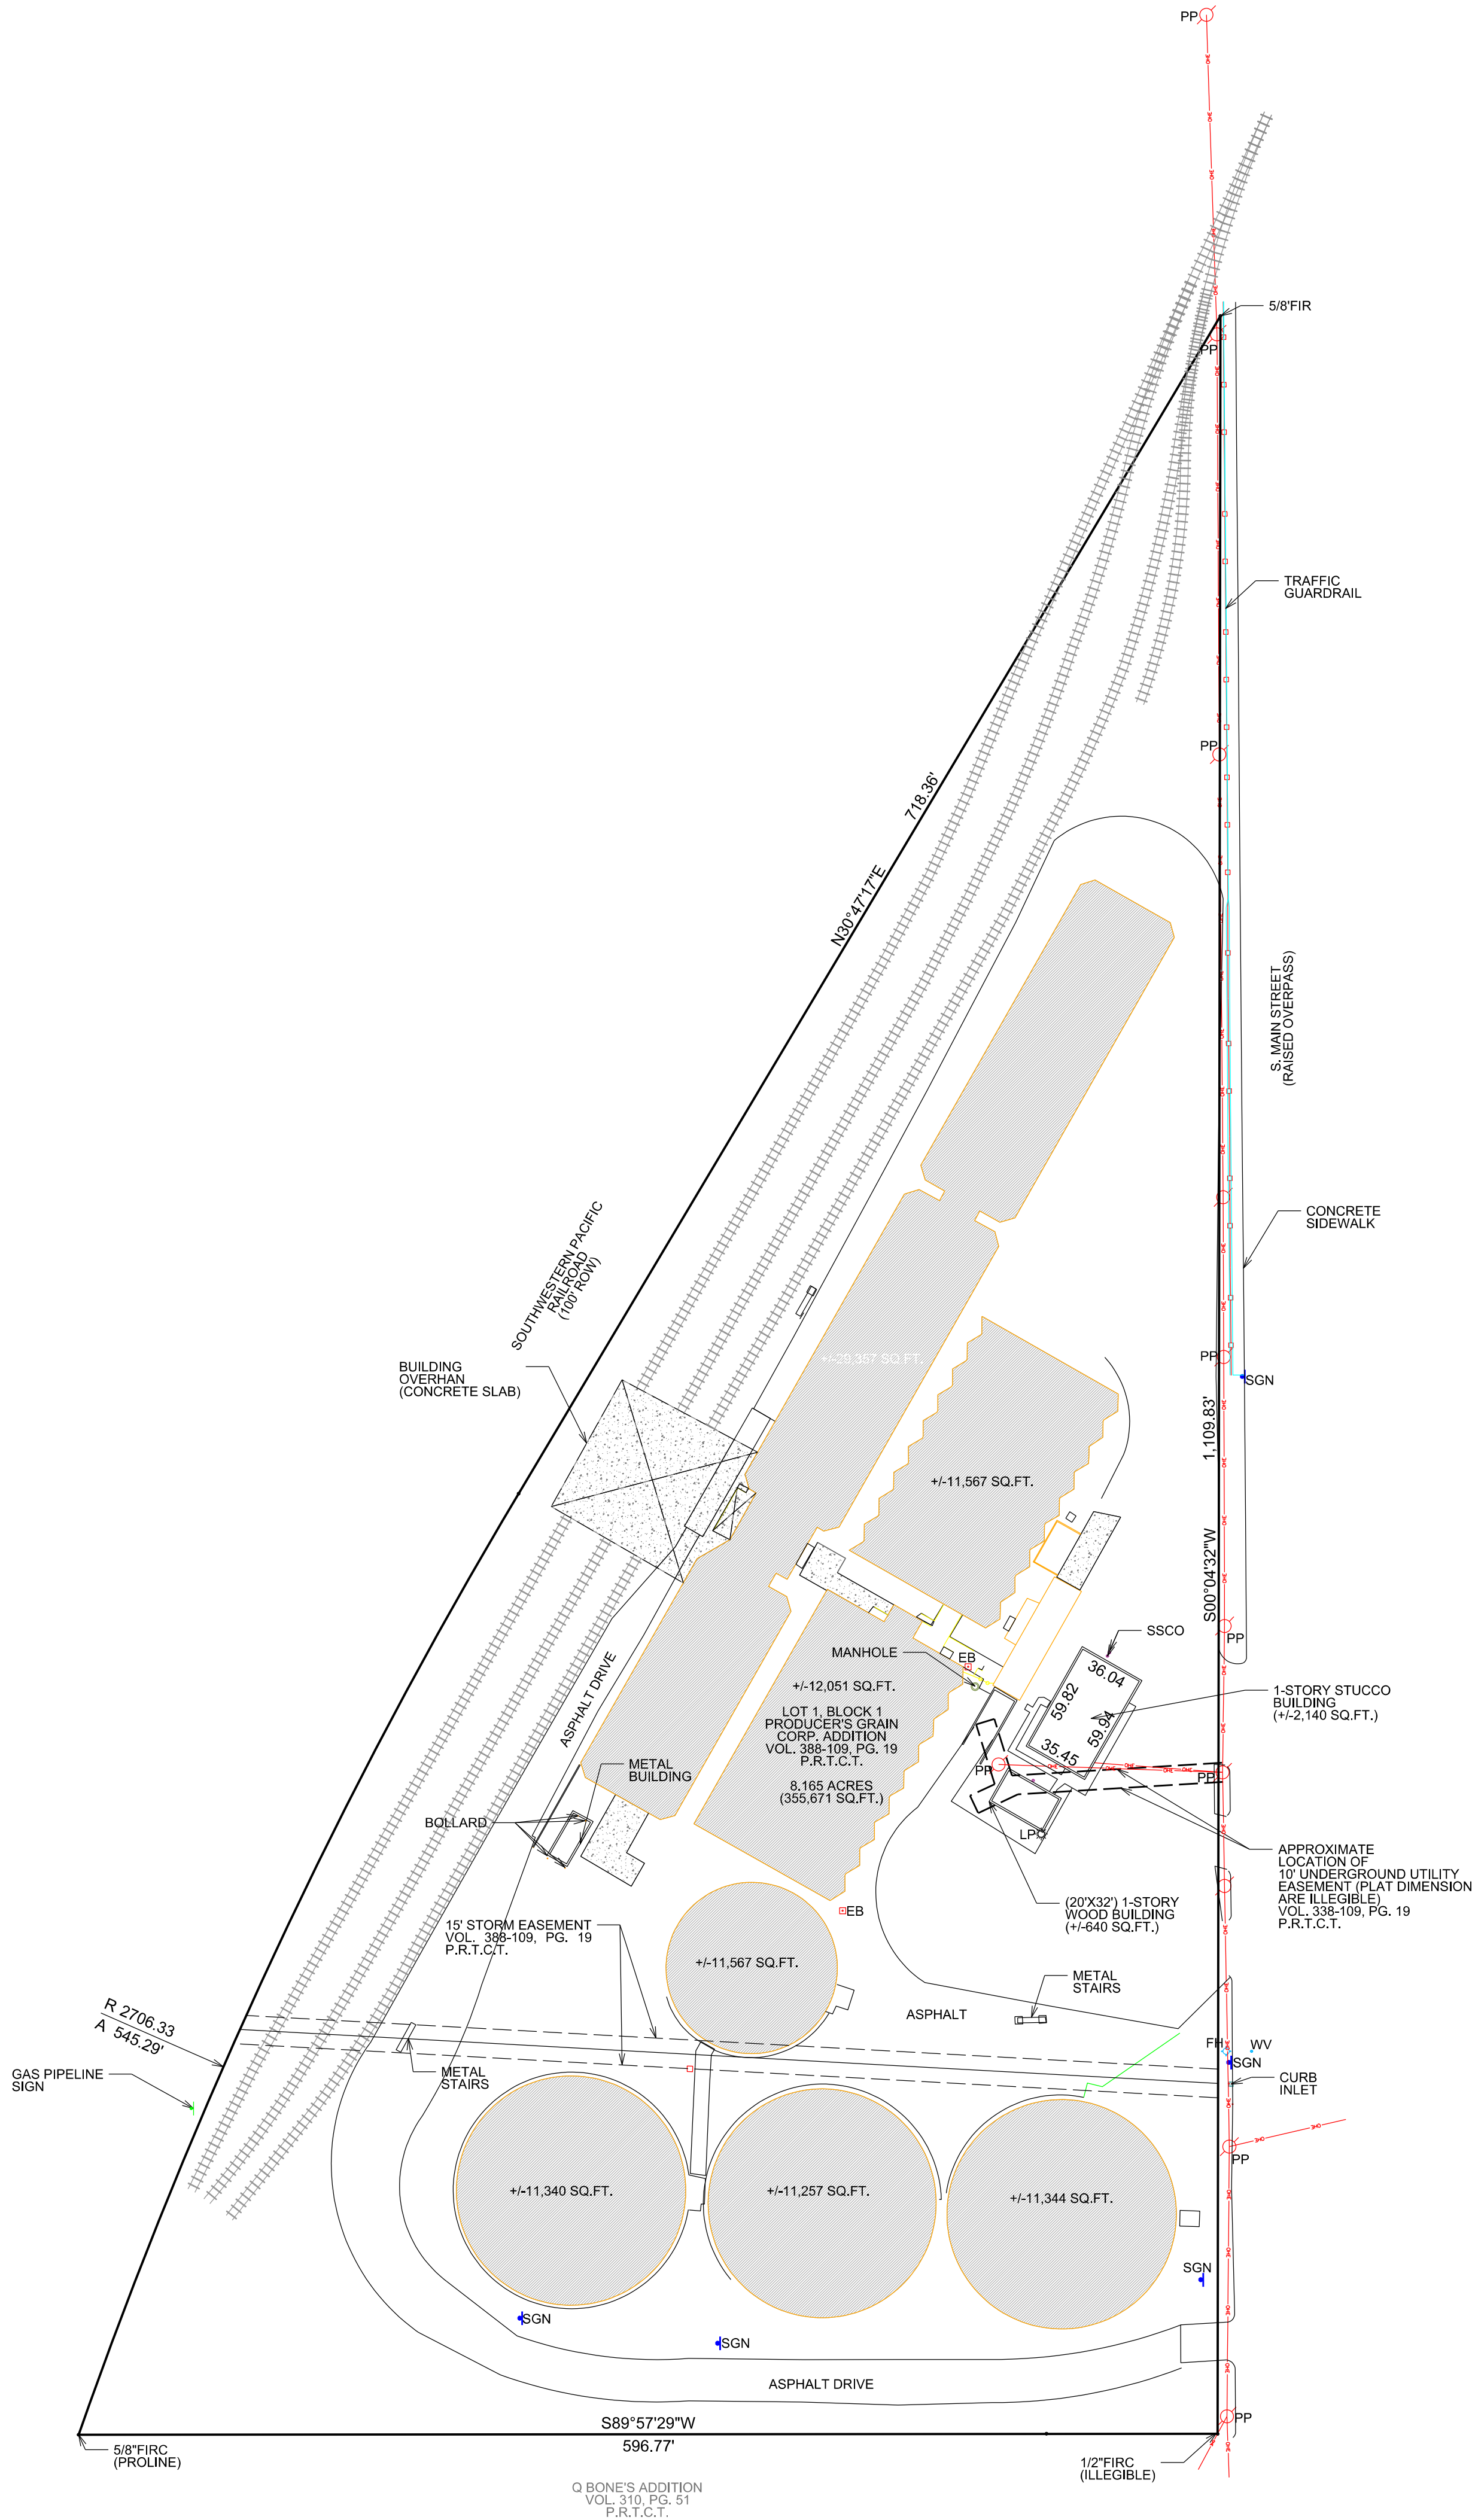 PP
5/8'FIR
PP
TRAFFIC
GUARDRAIL
PP
718.36'
N30°47'17"E
S. MAIN STREET
(RAISED OVERPASS)
CONCRETE
SIDEWALK
SOUTHWESTERN PACIFIC
RAILROAD
(100' ROW)
BUILDING
OVERHAN
(CONCRETE SLAB)
+/-29,367 SQ.FT.
PP
SGN
1,109.83'
+/-11,567 SQ.FT.
S00°04'32"W
PP
SSCO
MANHOLE
EB
36.04
59.82
59.94
35.45
1-STORY STUCCO
BUILDING
(+/-2,140 SQ.FT.)
+/-12,051 SQ.FT.
LOT 1, BLOCK 1
PRODUCER'S GRAIN
CORP. ADDITION
VOL. 388-109, PG. 19
P.R.T.C.T.
8.165 ACRES
(355,671 SQ.FT.)
ASPHALT DRIVE
METAL
BUILDING
BOLLARD
PP
PP
LP
APPROXIMATE
LOCATION OF
10' UNDERGROUND UTILITY
EASEMENT (PLAT DIMENSION
ARE ILLEGIBLE)
VOL. 338-109, PG. 19
P.R.T.C.T.
(20'X32') 1-STORY
WOOD BUILDING
(+/-640 SQ.FT.)
EB
15' STORM EASEMENT
VOL. 388-109, PG. 19
P.R.T.C.T.
+/-11,567 SQ.FT.
METAL
STAIRS
ASPHALT
R 2706.33
A 545.29'
FH
WV
SGN
GAS PIPELINE
SIGN
METAL
STAIRS
CURB
INLET
PP
+/-11,340 SQ.FT.
+/-11,257 SQ.FT.
+/-11,344 SQ.FT.
SGN
SGN
SGN
ASPHALT DRIVE
PP
S89°57'29"W
596.77'
5/8"FIRC
(PROLINE)
1/2"FIRC
(ILLEGIBLE)
Q BONE'S ADDITION
VOL. 310, PG. 51
P.R.T.C.T.